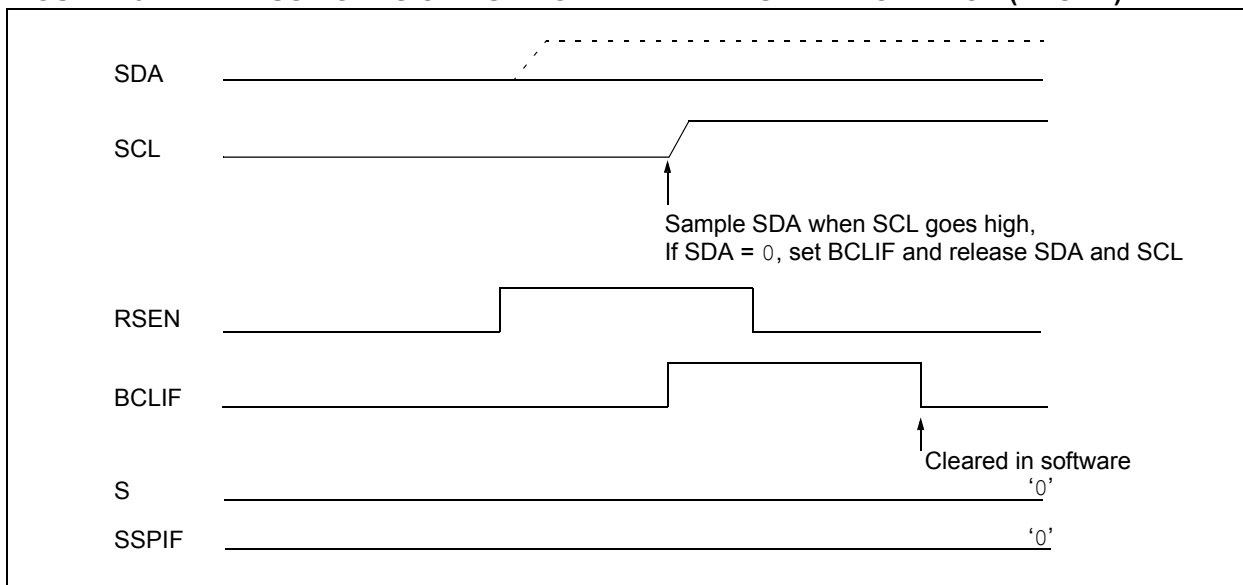 SDA
SCL
Sample SDA when SCL goes high,
If SDA = 0, set BCLIF and release SDA and SCL
RSEN
BCLIF
Cleared in software
S
‘0’
SSPIF
‘0’